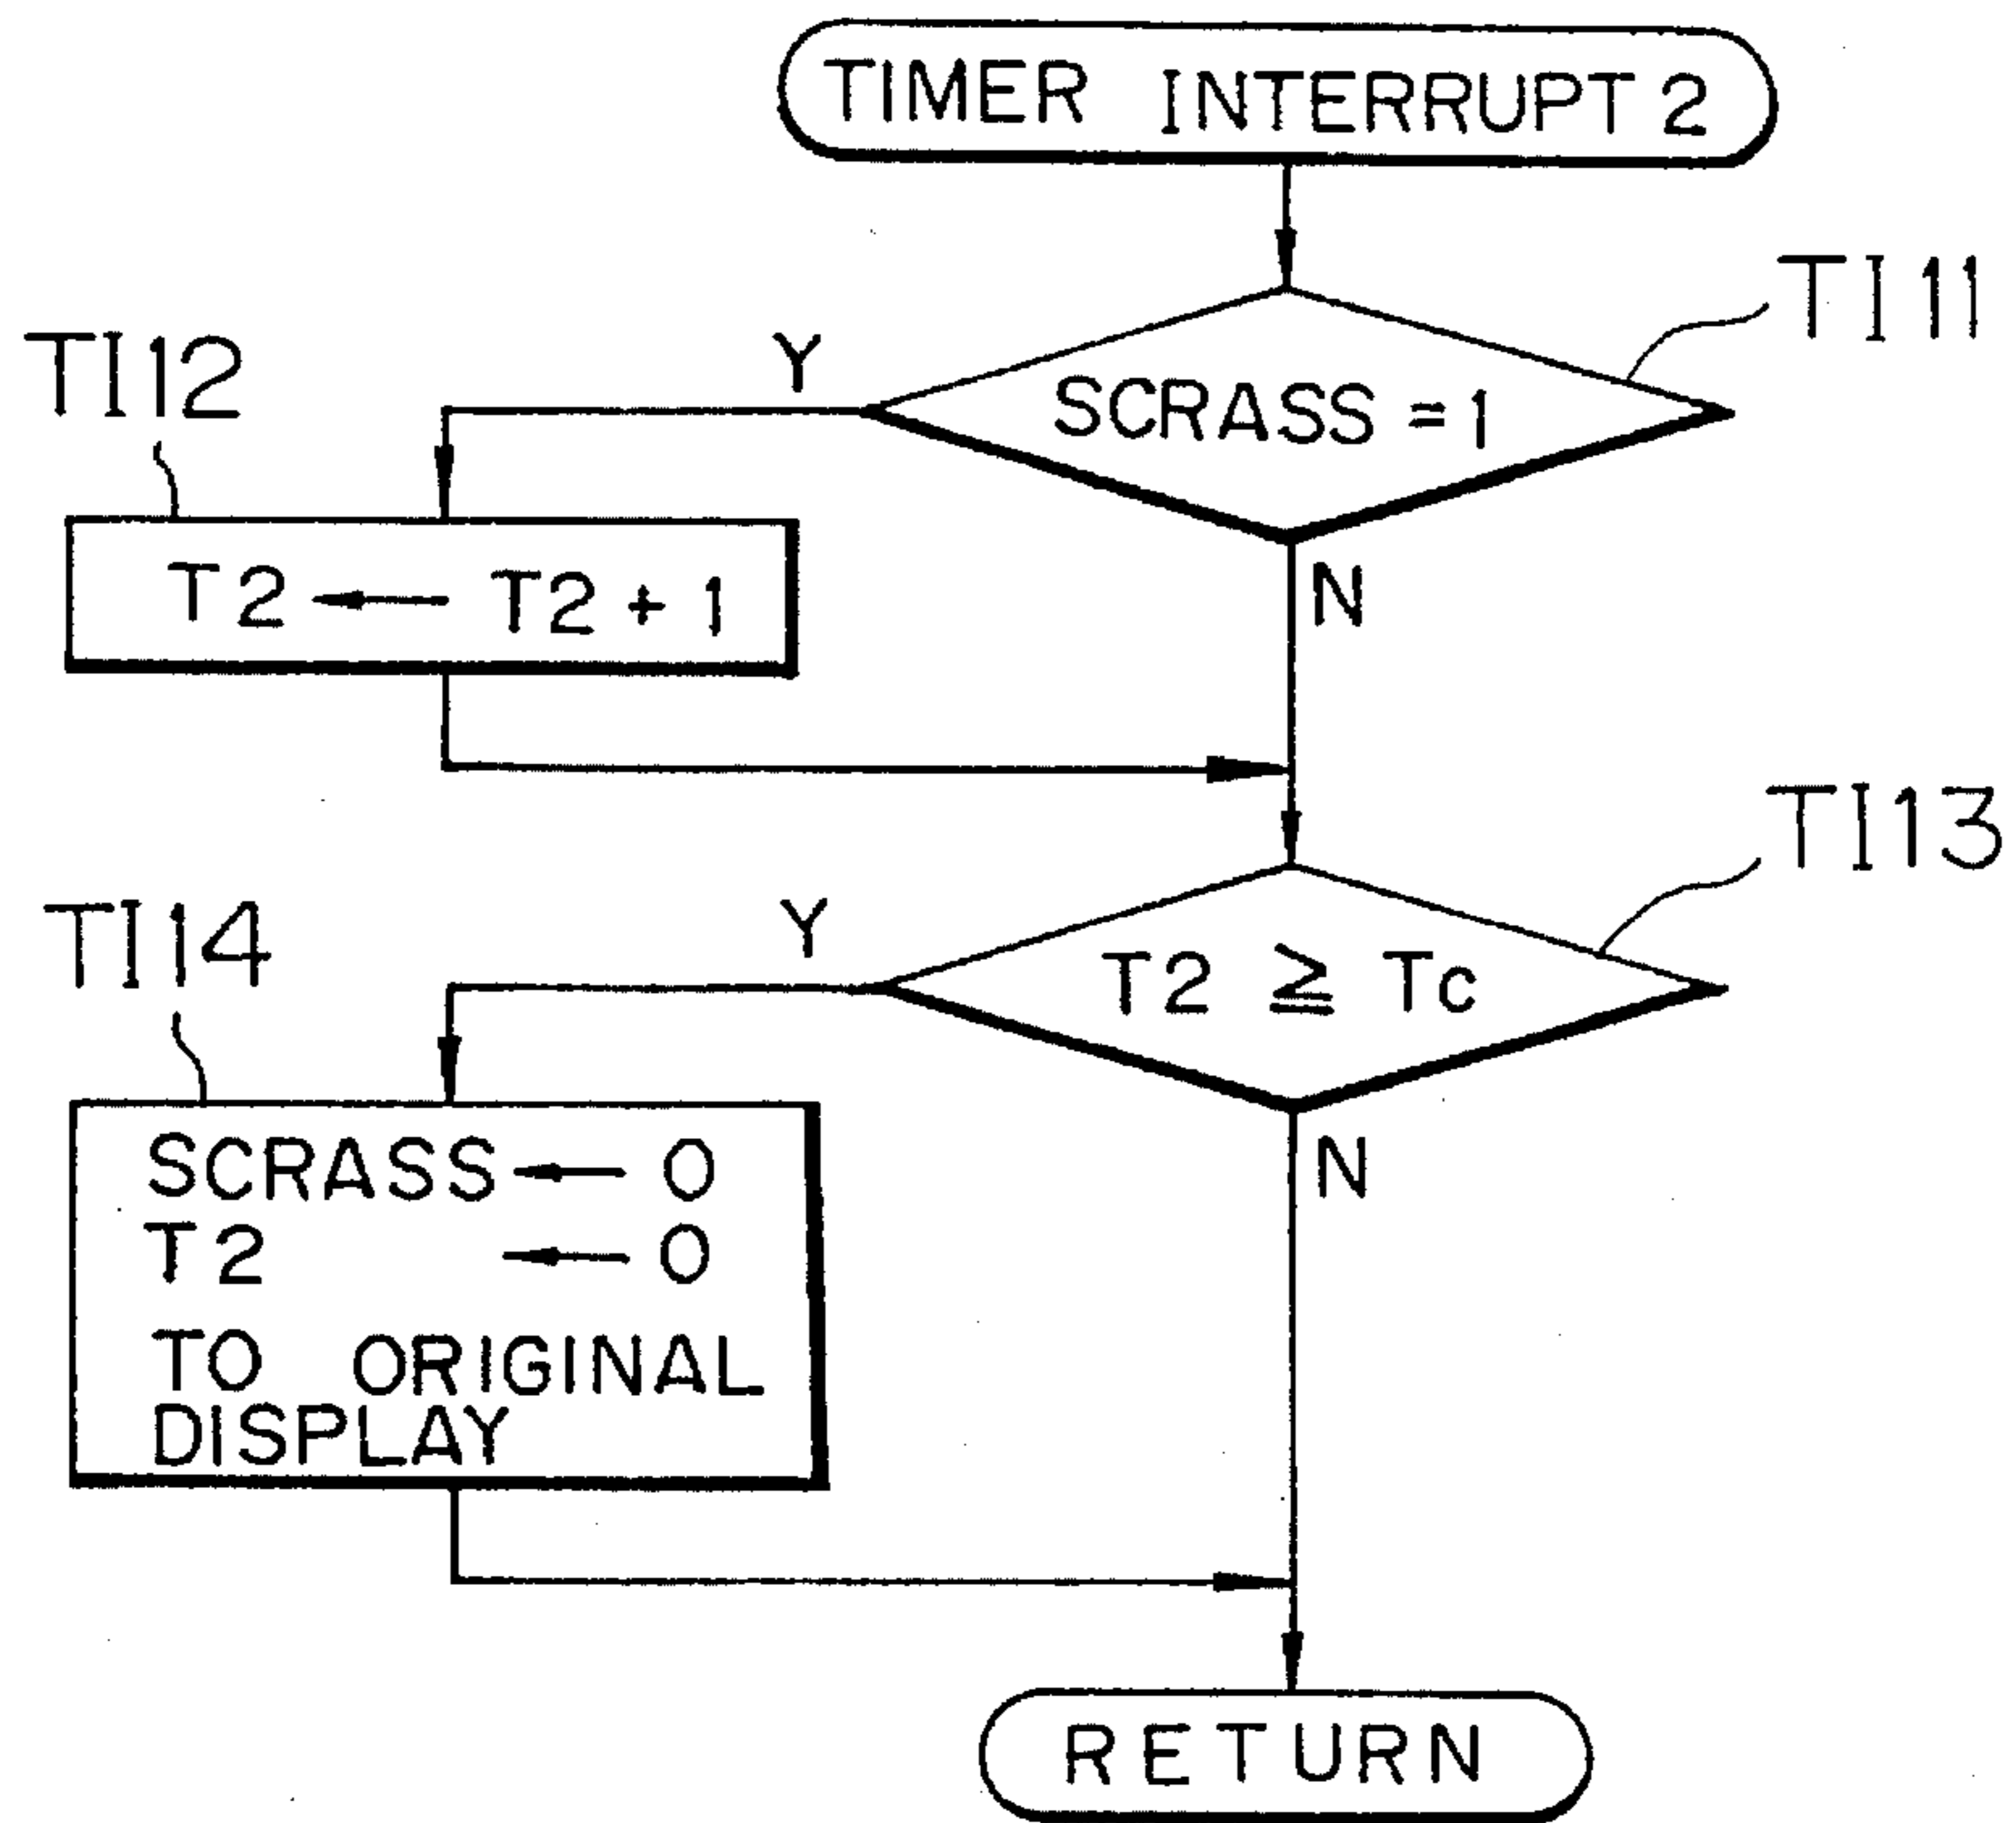 TIMER INTERRUPT 2
TI11
Y
SCRASS = 1
TI12
N
T2 ← T2 + 1
TI13
Y
T2 ≧ Tc
TI14
N
SCRASS ← 0
T2 ← 0
TO ORIGINAL
DISPLAY
RETURN